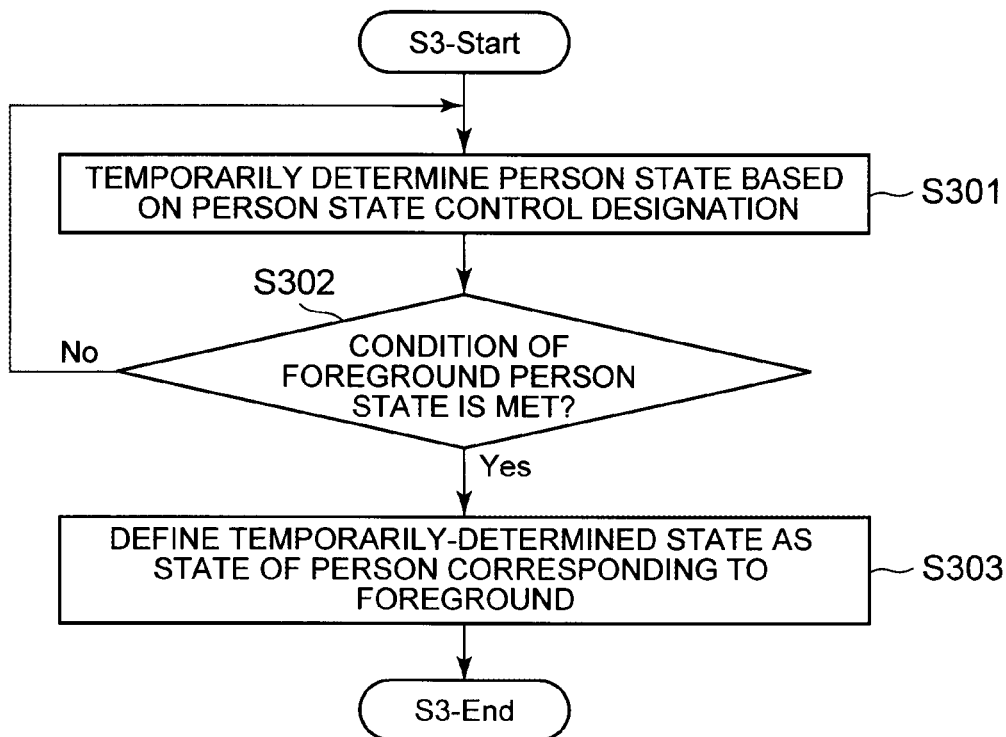 S3-Start
TEMPORARILY DETERMINE PERSON STATE BASED
ON PERSON STATE CONTROL DESIGNATION
S301
S302
No
CONDITION OF
FOREGROUND PERSON
STATE IS MET?
Yes
DEFINE TEMPORARILY-DETERMINED STATE AS
STATE OF PERSON CORRESPONDING TO
FOREGROUND
S303
S3-End